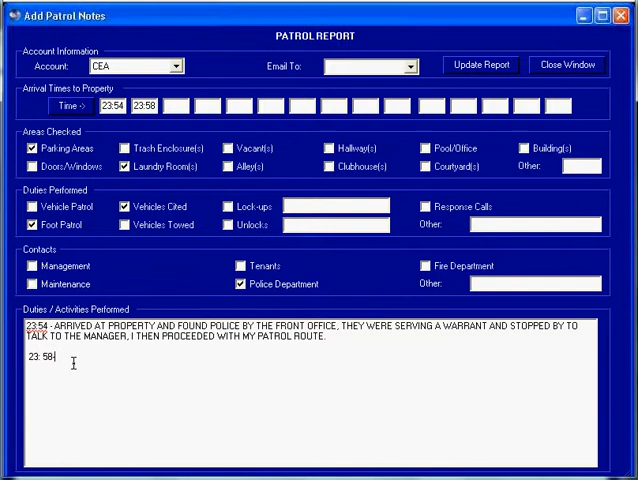 Add Patrol Notes
PATROL REPORT
Account Information
Account: CEA Email To: Update Report Close Window
Arrival Times to Property
Time -> 23:54 23:58
Areas Checked
Parking Areas Trash Enclosure(s) Vacant(s) Hallway(s) Pool/Office Building(s)
Doors/Windows Laundry Room(s) Alley(s) Clubhouse(s) Courtyard(s) Other:
Duties Performed
Vehicle Patrol Vehicles Cited Lock-ups Response Calls
Foot Patrol Vehicles Towed Unlocks Other:
Contacts
Management Tenants Fire Department
Maintenance Police Department Other:
Duties / Activities Performed
23:54 - ARRIVED AT PROPERTY AND FOUND POLICE BY THE FRONT OFFICE, THEY WERE SERVING A WARRANT AND STOPPED BY TO
TALK TO THE MANAGER, I THEN PROCEEDED WITH MY PATROL ROUTE.
23: 58-